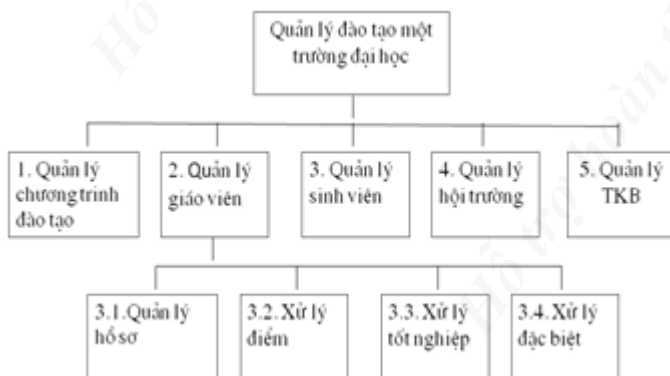 Quản lý đào tạo một
trường đại học
1. Quản lý
chương trinh
đào tạo
2. Quản lý
giáo viên
3. Quản lý
sinh viên
4. Quản lý
hội trường
5. Quản lý
TKB
3.1.Quản lý
hồ sơ
3.2. Xử lý
điểm
3.3. Xử lý
tốt nghiệp
3.4. Xử lý
đặc biệt